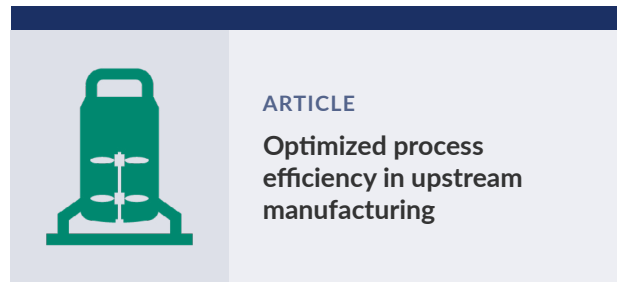 ARTICLE
Optimized process
efficiency in upstream
manufacturing